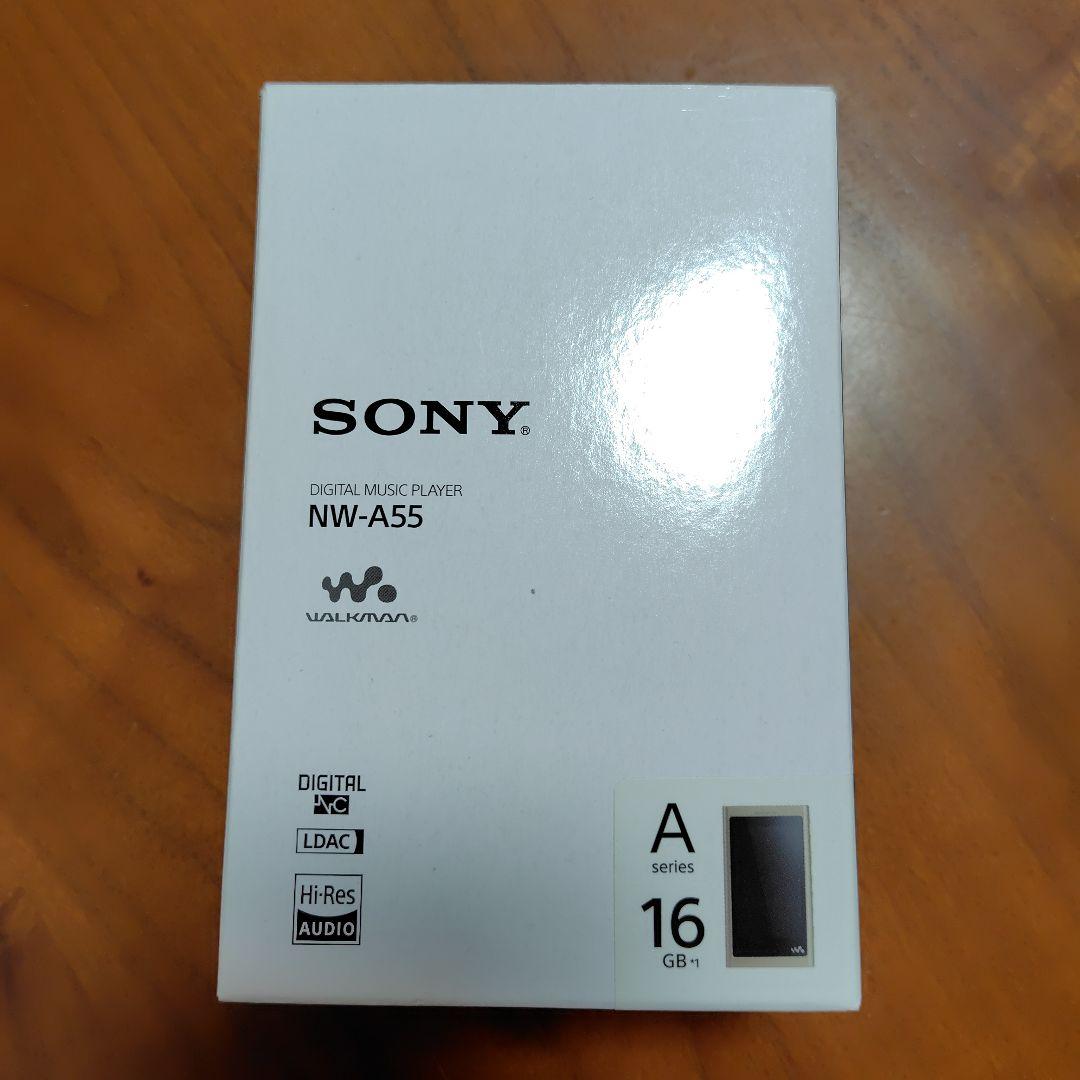 SONY®
DIGITAL MUSIC PLAYER
NW-A55
WALKMAN®
DIGITAL
NC
LDAC
Hi-Res
AUDIO
A
series
16
GB *1